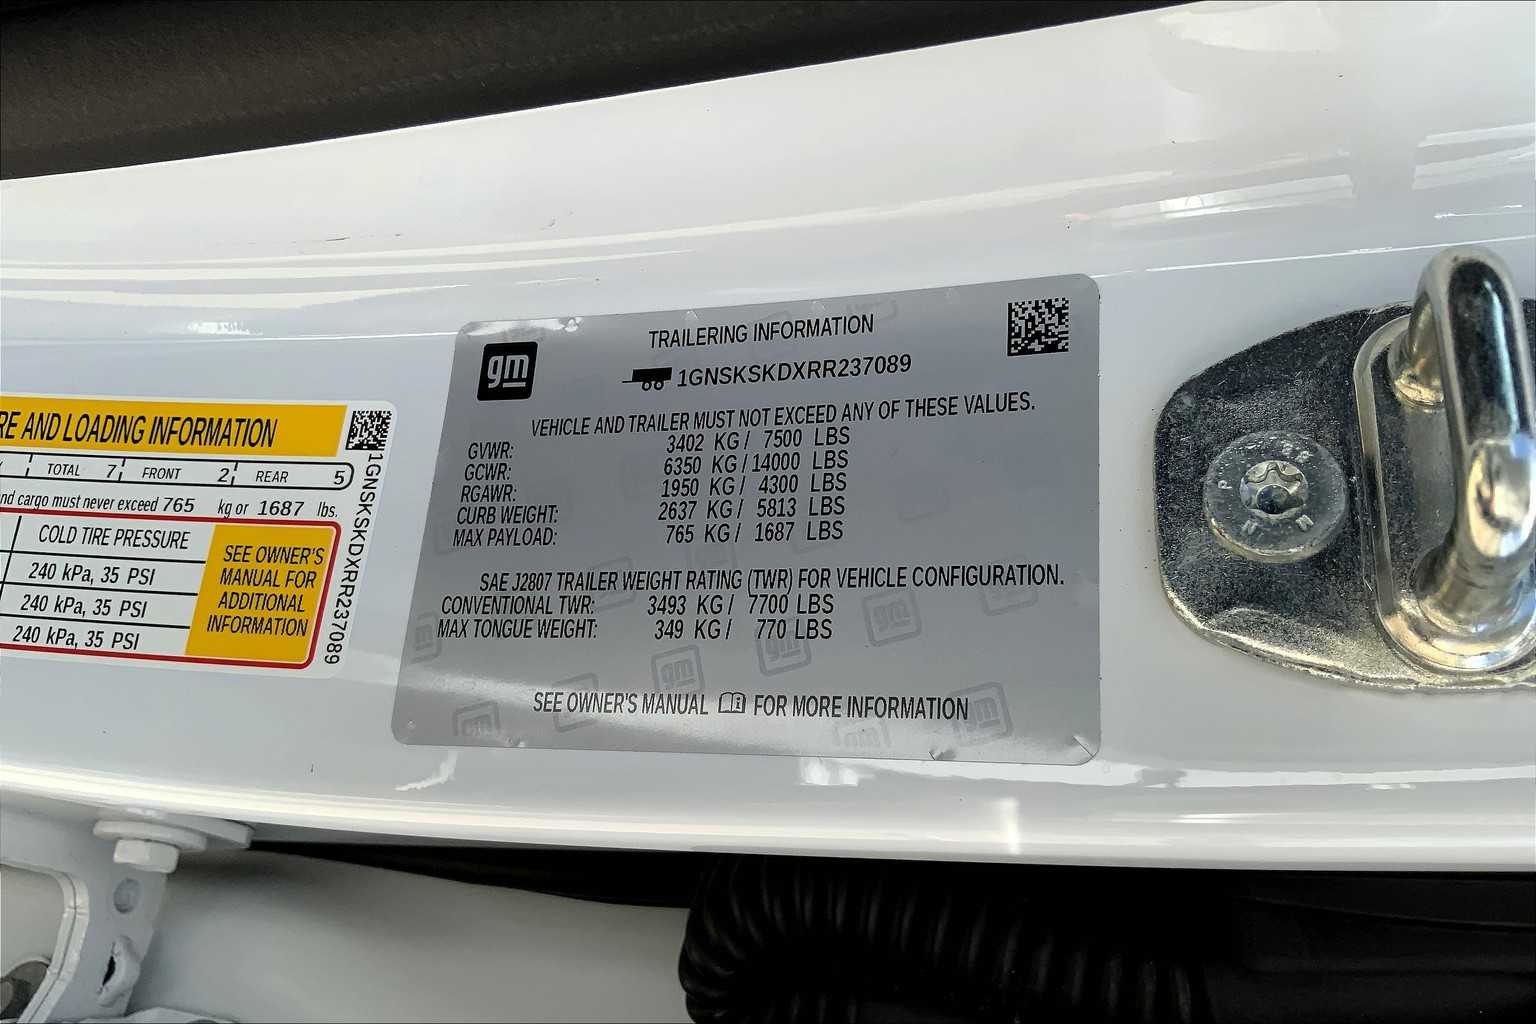 RE AND LOADING INFORMATION
TOTAL 7 FRONT 2 REAR 5
nd cargo must never exceed 765 kg or 1687 lbs.
COLD TIRE PRESSURE
240 kPa, 35 PSI
240 kPa, 35 PSI
240 kPa, 35 PSI
SEE OWNER'S
MANUAL FOR
ADDITIONAL
INFORMATION
1GNSKSKDXRR237089
gm
TRAILERING INFORMATION
1GNSKSKDXRR237089
VEHICLE AND TRAILER MUST NOT EXCEED ANY OF THESE VALUES.
GVWR: 3402 KG/ 7500 LBS
GCWR: 6350 KG/ 14000 LBS
RGAWR: 1950 KG/ 4300 LBS
CURB WEIGHT: 2637 KG/ 5813 LBS
MAX PAYLOAD: 765 KG/ 1687 LBS
SAE J2807 TRAILER WEIGHT RATING (TWR) FOR VEHICLE CONFIGURATION.
CONVENTIONAL TWR: 3493 KG/ 7700 LBS
MAX TONGUE WEIGHT: 349 KG/ 770 LBS
SEE OWNER'S MANUAL FOR MORE INFORMATION